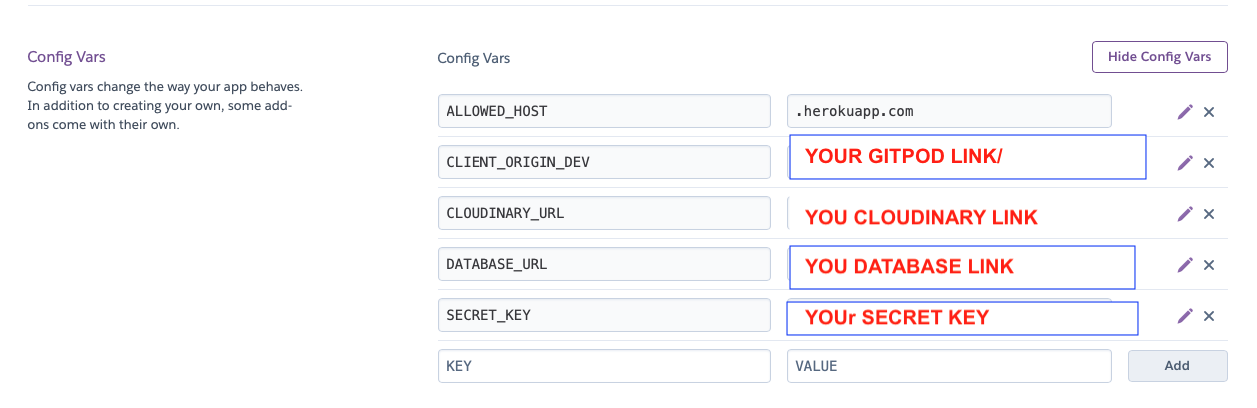 Config Vars
Config vars change the way your app behaves.
In addition to creating your own, some add-
ons come with their own.
Config Vars
Hide Config Vars
ALLOWED_HOST .herokuapp.com
CLIENT_ORIGIN_DEV YOUR GITPOD LINK/
CLOUDINARY_URL YOU CLOUDINARY LINK
DATABASE_URL YOU DATABASE LINK
SECRET_KEY YOUr SECRET KEY
KEY VALUE Add